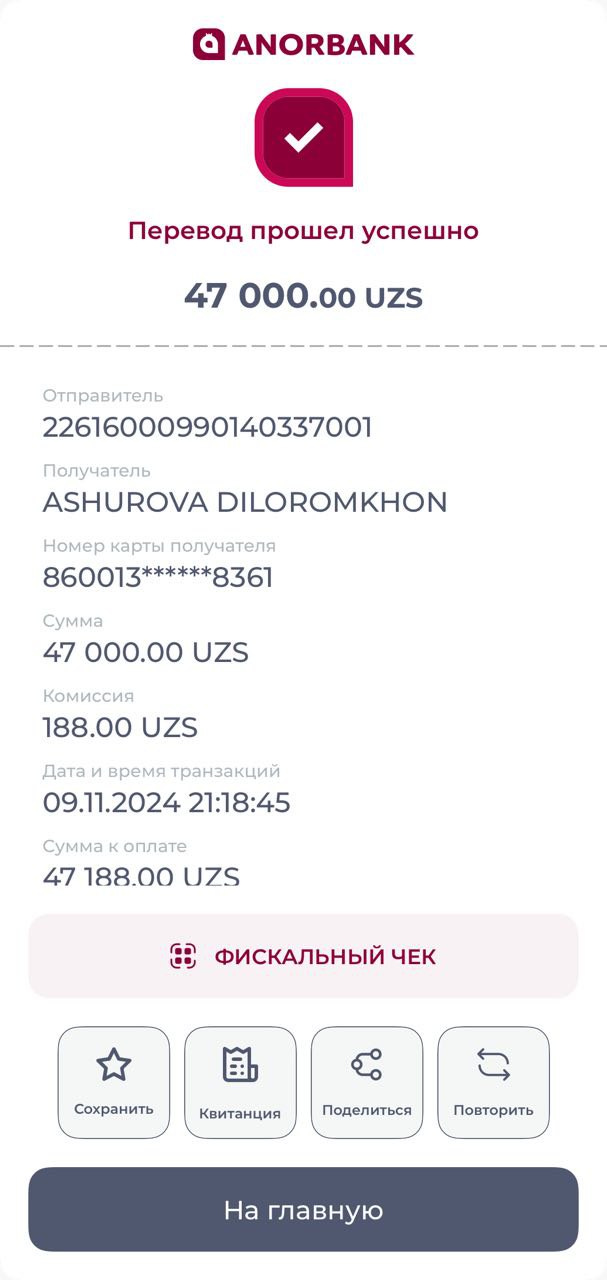 ANORBANK
Перевод прошел успешно
47 000.00 UZS
Отправитель
22616000990140337001
Получатель
ASHUROVA DILOROMKHON
Номер карты получателя
860013******8361
Сумма
47 000.00 UZS
Комиссия
188.00 UZS
Дата и время транзакций
09.11.2024 21:18:45
Сумма к оплате
47 188.00 UZS
ФИСКАЛЬНЫЙ ЧЕК
Сохранить Квитанция Поделиться Повторить
На главную